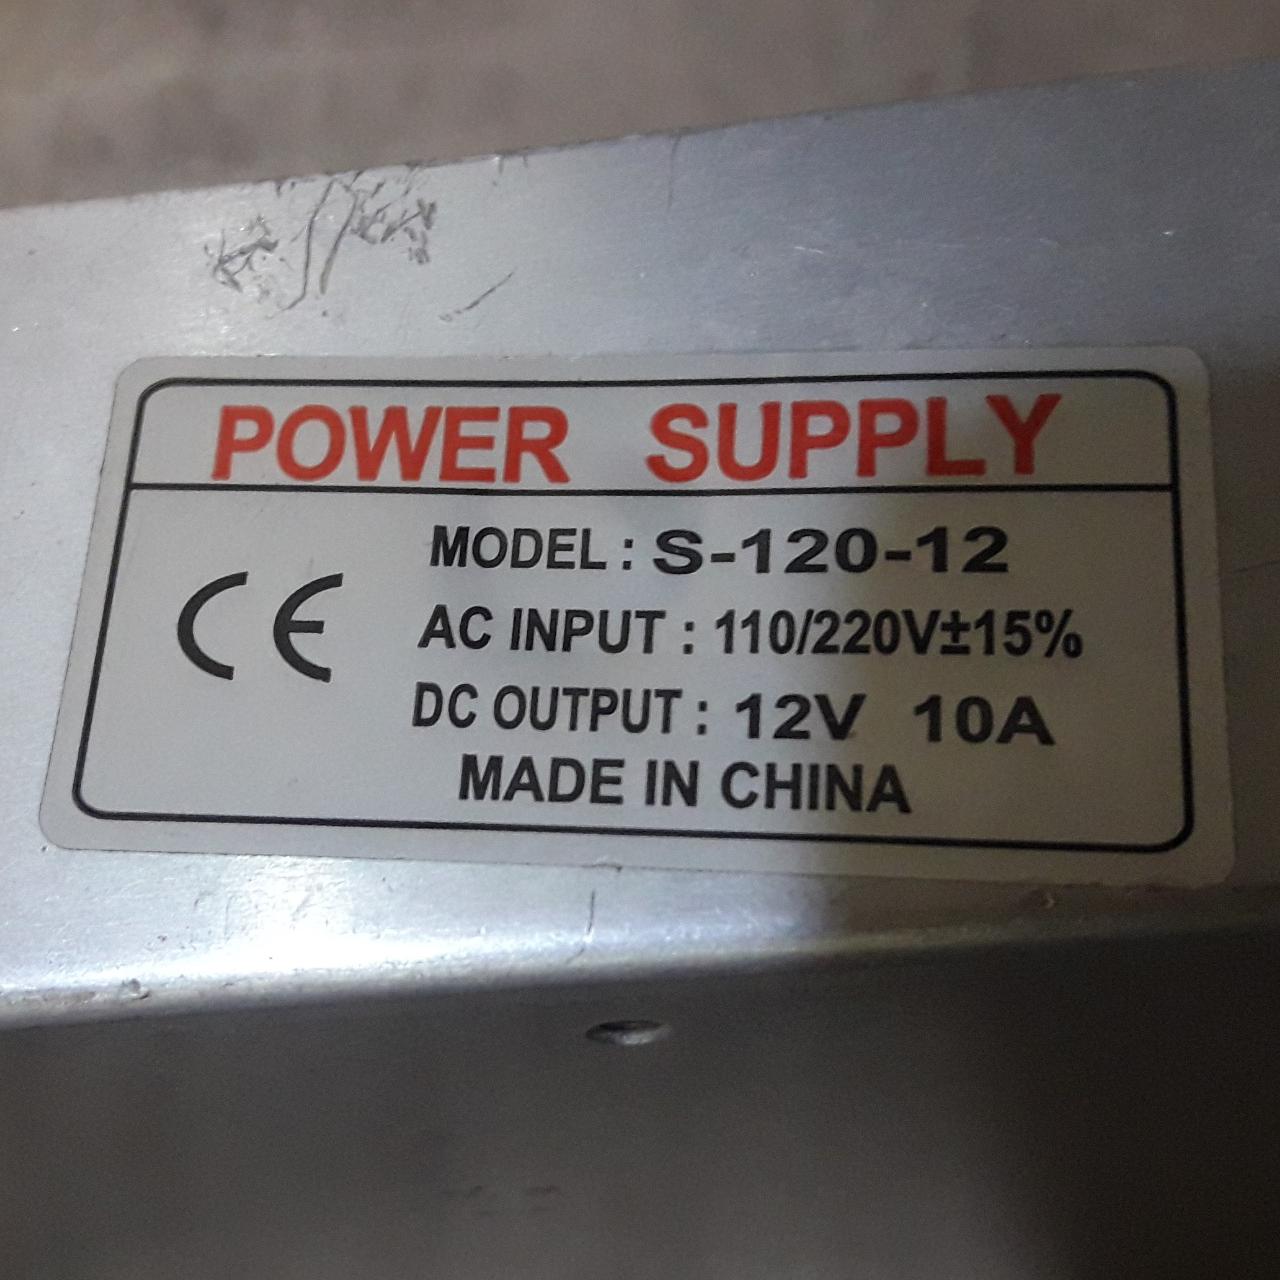 POWER SUPPLY
CE
MODEL : S-120-12
AC INPUT : 110/220V±15%
DC OUTPUT : 12V 10A
MADE IN CHINA